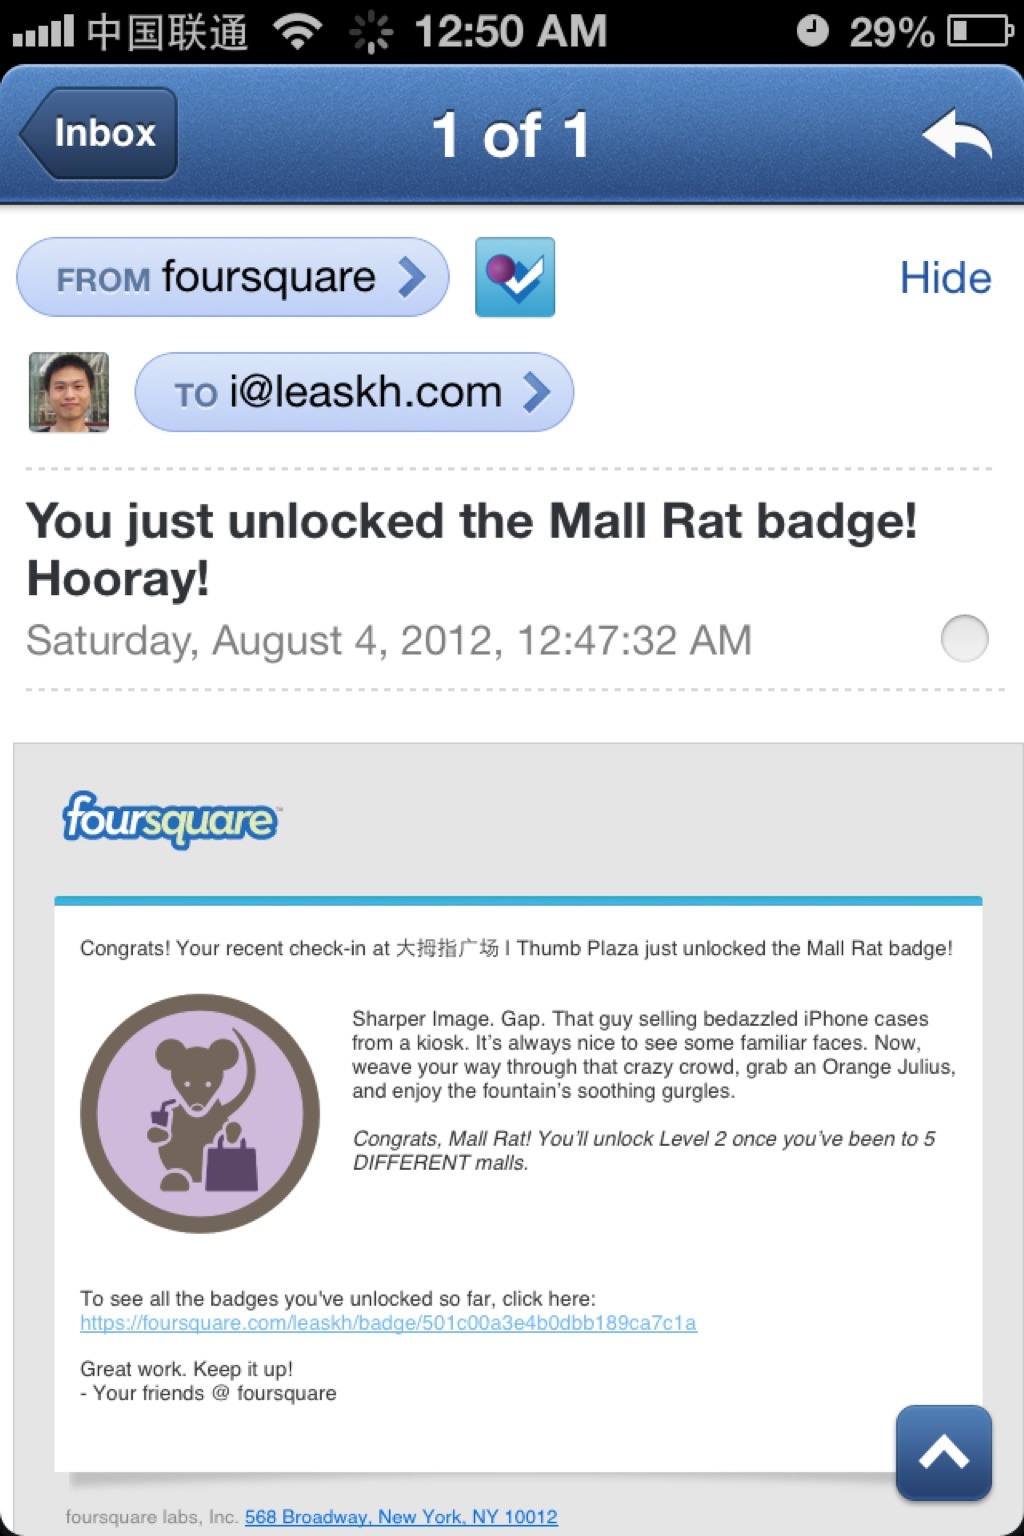 中国联通 12:50 AM 29%
Inbox 1 of 1
FROM foursquare Hide
TO i@leaskh.com
You just unlocked the Mall Rat badge!
Hooray!
Saturday, August 4, 2012, 12:47:32 AM
foursquare™
Congrats! Your recent check-in at 大拇指广场 l Thumb Plaza just unlocked the Mall Rat badge!
Sharper Image. Gap. That guy selling bedazzled iPhone cases
from a kiosk. It's always nice to see some familiar faces. Now,
weave your way through that crazy crowd, grab an Orange Julius,
and enjoy the fountain's soothing gurgles.
Congrats, Mall Rat! You'll unlock Level 2 once you've been to 5
DIFFERENT malls.
To see all the badges you've unlocked so far, click here:
https://foursquare.com/leaskh/badge/501c00a3e4b0dbb189ca7c1a
Great work. Keep it up!
- Your friends @ foursquare
foursquare labs, Inc. 568 Broadway, New York, NY 10012